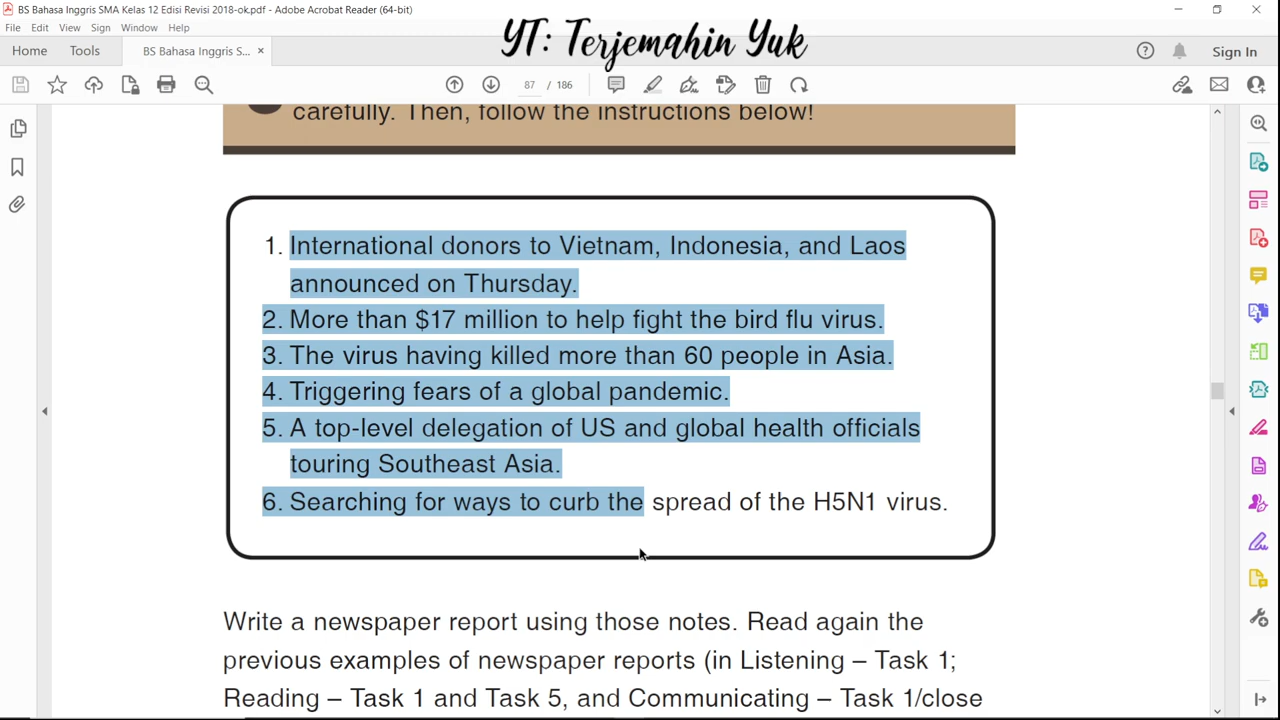 BS Bahasa Inggris SMA Kelas 12 Edisi Revisi 2018-ok.pdf - Adobe Acrobat Reader (64-bit)
File Edit View Sign Window Help
YT: Terjemahin Yuk
Home Tools BS Bahasa Inggris S... × Sign In
87 / 186
carefully. Then, follow the instructions below!
1. International donors to Vietnam, Indonesia, and Laos
announced on Thursday.
2. More than $17 million to help fight the bird flu virus.
3. The virus having killed more than 60 people in Asia.
4. Triggering fears of a global pandemic.
5. A top-level delegation of US and global health officials
touring Southeast Asia.
6. Searching for ways to curb the spread of the H5N1 virus.
Write a newspaper report using those notes. Read again the
previous examples of newspaper reports (in Listening – Task 1;
Reading – Task 1 and Task 5, and Communicating – Task 1/close